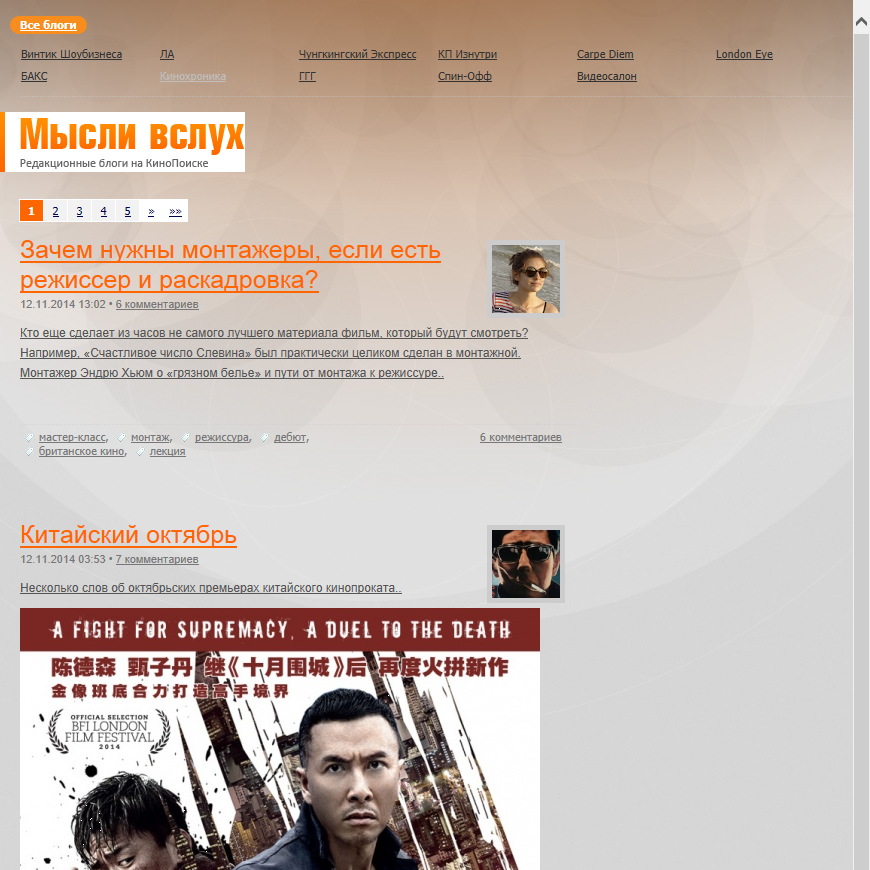 Все блоги
Винтик Шоубизнеса ЛА Чунгкингский Экспресс КП Изнутри Carpe Diem London Eye
БАКС Кинохроника ГГГ Спин-Офф Видеосалон
Мысли вслух
Редакционные блоги на КиноПоиске
1 2 3 4 5 » »»
Зачем нужны монтажеры, если есть
режиссер и раскадровка?
12.11.2014 13:02 • 6 комментариев
Кто еще сделает из часов не самого лучшего материала фильм, который будут смотреть?
Например, «Счастливое число Слевина» был практически целиком сделан в монтажной.
Монтажер Эндрю Хьюм о «грязном белье» и пути от монтажа к режиссуре..
мастер-класс, монтаж, режиссура, дебют, 6 комментариев
британское кино, лекция
Китайский октябрь
12.11.2014 03:53 • 7 комментариев
Несколько слов об октябрьских премьерах китайского кинопроката..
A FIGHT FOR SUPREMACY, A DUEL TO THE DEATH
陈德森 甄子丹 继《十月围城》后 再度火拼新作
金像班底合力打造高手境界
OFFICIAL SELECTION
BFI LONDON
FILM FESTIVAL
2014